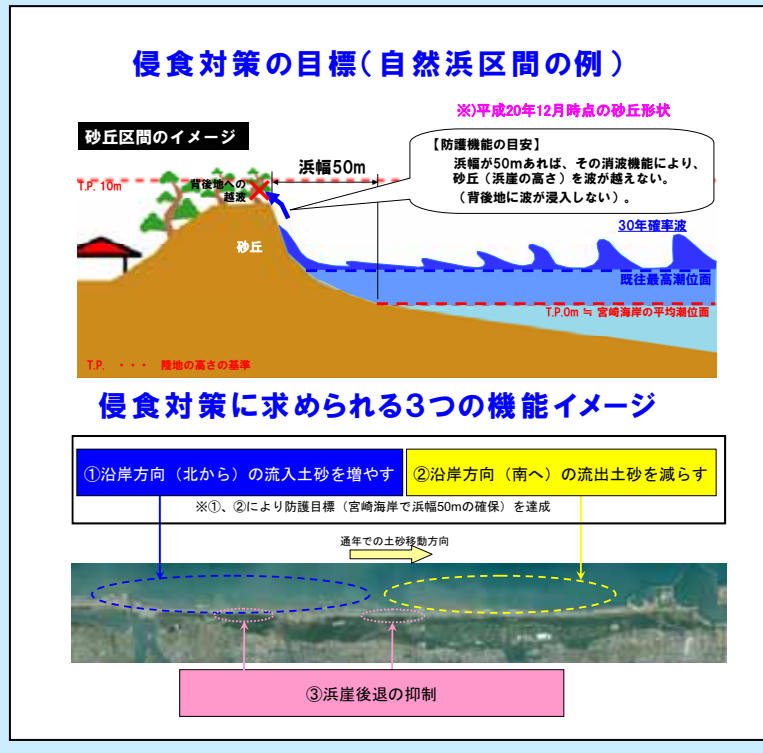 侵食対策の目標(自然浜区間の例)
※)平成20年12月時点の砂丘形状
砂丘区間のイメージ
【防護機能の目安】
浜幅が50mあれば、その消波機能により、
砂丘(浜崖の高さ)を波が越えない。
(背後地に波が浸入しない)。
浜幅50m
T.P. 10m
背後地への
越波
砂丘
30年確率波
既往最高潮位面
T.P.0m ≒ 宮崎海岸の平均潮位面
T.P. ・・・ 陸地の高さの基準
侵食対策に求められる3つの機能イメージ
①沿岸方向(北から)の流入土砂を増やす
②沿岸方向(南へ)の流出土砂を減らす
※①、②により防護目標(宮崎海岸で浜幅50mの確保)を達成
通年での土砂移動方向
③浜崖後退の抑制